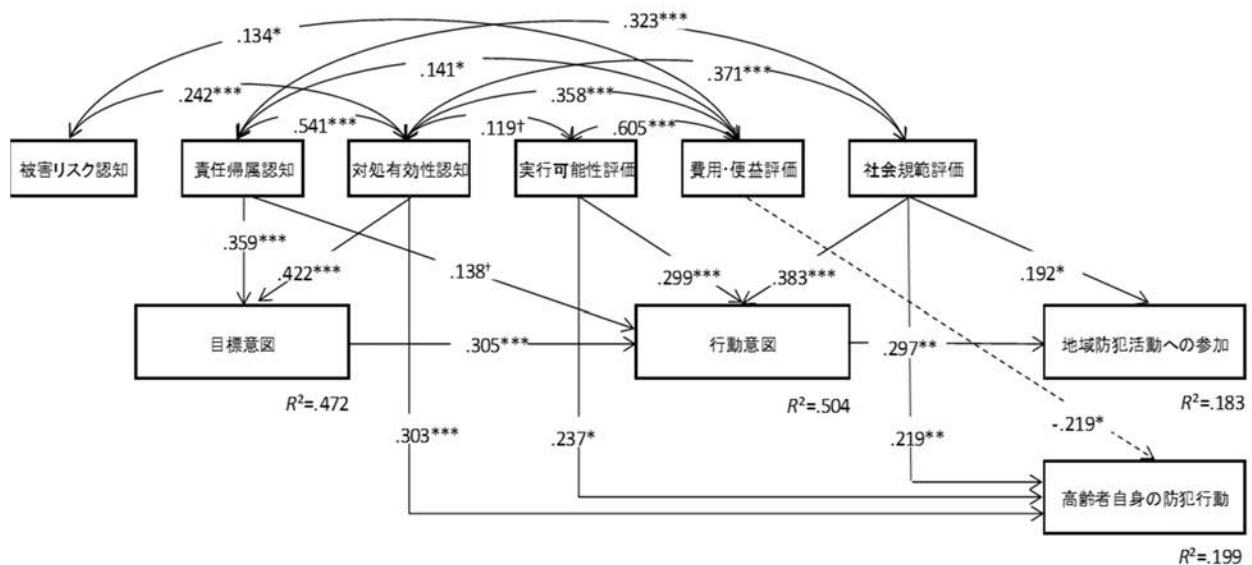 .323***
.134*
.141*
.371***
.242***
.358***
.541***
.119†
.605***
被害リスク認知
責任帰属認知
対処有効性認知
実行可能性評価
費用・便益評価
社会規範評価
.359***
.422***
.138†
.299***
.383***
.192*
目標意図
.305***
行動意図
.297**
地域防犯活動への参加
R²=.472
R²=.504
R²=.183
.303***
.237*
.219**
-.219*
高齢者自身の防犯行動
R²=.199